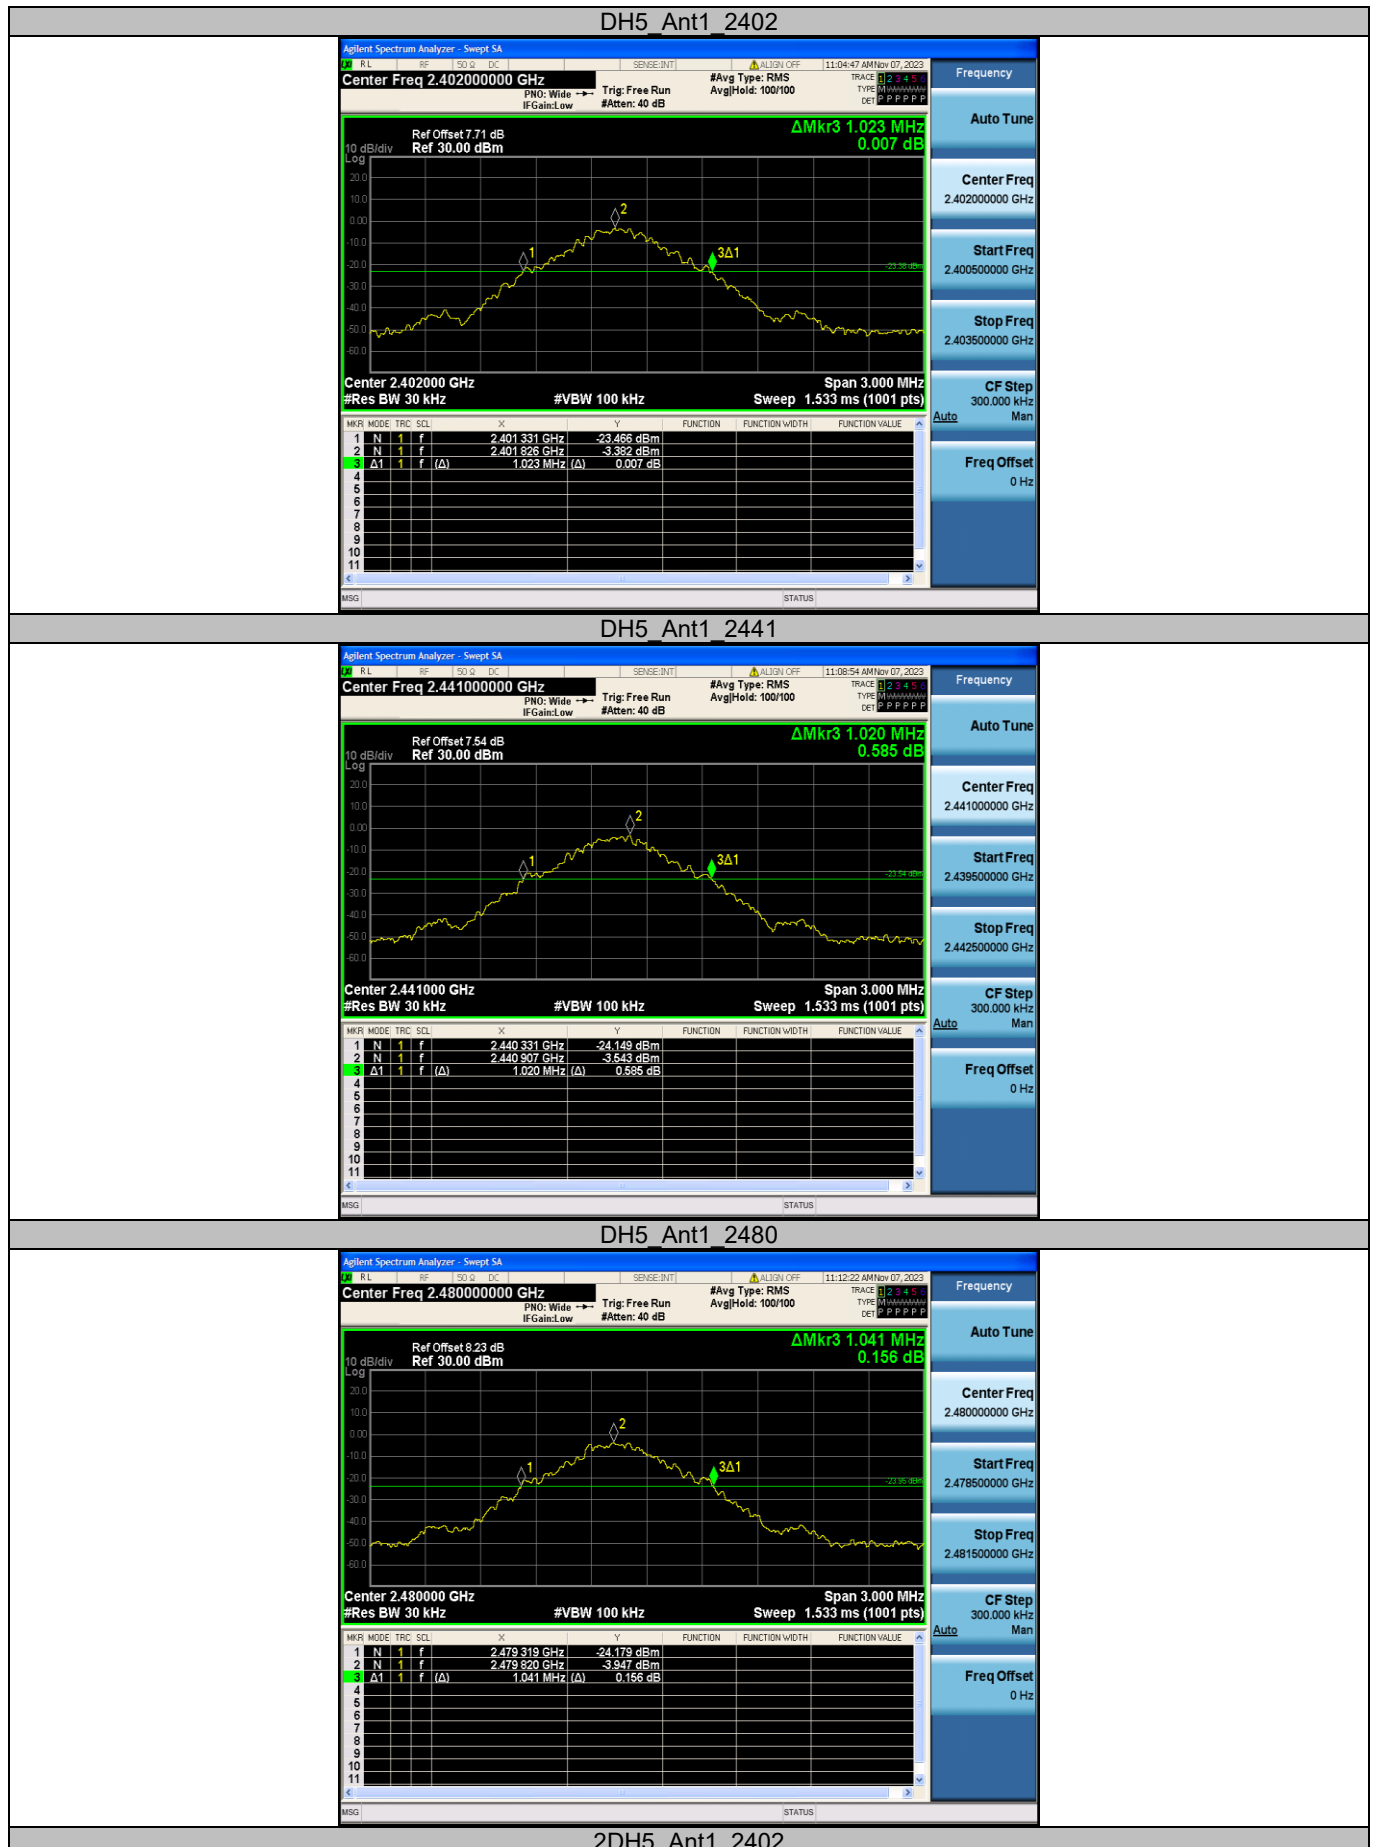 DH5_Ant1_2402
Agilent Spectrum Analyzer - Swept SA
RL RF 50 Ω DC SENSE:INT ALIGN OFF 11:04:47 AM Nov 07, 2023
Center Freq 2.402000000 GHz
PNO: Wide
IFGain:Low
Trig: Free Run
#Atten: 40 dB
#Avg Type: RMS
Avg|Hold: 100/100
TRACE 1 2 3 4 5 6
TYPE M
DET P P P P P P
Ref Offset 7.71 dB
10 dB/div Ref 30.00 dBm
Log
ΔMkr3 1.023 MHz
0.007 dB
20.0
10.0
0.00
-10.0
-20.0
-30.0
-40.0
-50.0
-60.0
1
2
3Δ1
-23.38 dBm
Center 2.402000 GHz Span 3.000 MHz
#Res BW 30 kHz #VBW 100 kHz Sweep 1.533 ms (1001 pts)
MKR MODE TRC SCL X Y FUNCTION FUNCTION WIDTH FUNCTION VALUE
1 N 1 f 2.401 331 GHz -23.466 dBm
2 N 1 f 2.401 826 GHz -3.382 dBm
3 Δ1 1 f (Δ) 1.023 MHz (Δ) 0.007 dB
4
5
6
7
8
9
10
11
MSG STATUS
Frequency
Auto Tune
Center Freq
2.402000000 GHz
Start Freq
2.400500000 GHz
Stop Freq
2.403500000 GHz
CF Step
300.000 kHz
Auto Man
Freq Offset
0 Hz
DH5_Ant1_2441
Agilent Spectrum Analyzer - Swept SA
RL RF 50 Ω DC SENSE:INT ALIGN OFF 11:08:54 AM Nov 07, 2023
Center Freq 2.441000000 GHz
PNO: Wide
IFGain:Low
Trig: Free Run
#Atten: 40 dB
#Avg Type: RMS
Avg|Hold: 100/100
TRACE 1 2 3 4 5 6
TYPE M
DET P P P P P P
Ref Offset 7.54 dB
10 dB/div Ref 30.00 dBm
Log
ΔMkr3 1.020 MHz
0.585 dB
20.0
10.0
0.00
-10.0
-20.0
-30.0
-40.0
-50.0
-60.0
1
2
3Δ1
-23.54 dBm
Center 2.441000 GHz Span 3.000 MHz
#Res BW 30 kHz #VBW 100 kHz Sweep 1.533 ms (1001 pts)
MKR MODE TRC SCL X Y FUNCTION FUNCTION WIDTH FUNCTION VALUE
1 N 1 f 2.440 331 GHz -24.149 dBm
2 N 1 f 2.440 907 GHz -3.543 dBm
3 Δ1 1 f (Δ) 1.020 MHz (Δ) 0.585 dB
4
5
6
7
8
9
10
11
MSG STATUS
Frequency
Auto Tune
Center Freq
2.441000000 GHz
Start Freq
2.439500000 GHz
Stop Freq
2.442500000 GHz
CF Step
300.000 kHz
Auto Man
Freq Offset
0 Hz
DH5_Ant1_2480
Agilent Spectrum Analyzer - Swept SA
RL RF 50 Ω DC SENSE:INT ALIGN OFF 11:12:22 AM Nov 07, 2023
Center Freq 2.480000000 GHz
PNO: Wide
IFGain:Low
Trig: Free Run
#Atten: 40 dB
#Avg Type: RMS
Avg|Hold: 100/100
TRACE 1 2 3 4 5 6
TYPE M
DET P P P P P P
Ref Offset 8.23 dB
10 dB/div Ref 30.00 dBm
Log
ΔMkr3 1.041 MHz
0.156 dB
20.0
10.0
0.00
-10.0
-20.0
-30.0
-40.0
-50.0
-60.0
1
2
3Δ1
-23.95 dBm
Center 2.480000 GHz Span 3.000 MHz
#Res BW 30 kHz #VBW 100 kHz Sweep 1.533 ms (1001 pts)
MKR MODE TRC SCL X Y FUNCTION FUNCTION WIDTH FUNCTION VALUE
1 N 1 f 2.479 319 GHz -24.179 dBm
2 N 1 f 2.479 820 GHz -3.947 dBm
3 Δ1 1 f (Δ) 1.041 MHz (Δ) 0.156 dB
4
5
6
7
8
9
10
11
MSG STATUS
Frequency
Auto Tune
Center Freq
2.480000000 GHz
Start Freq
2.478500000 GHz
Stop Freq
2.481500000 GHz
CF Step
300.000 kHz
Auto Man
Freq Offset
0 Hz
2DH5_Ant1_2402